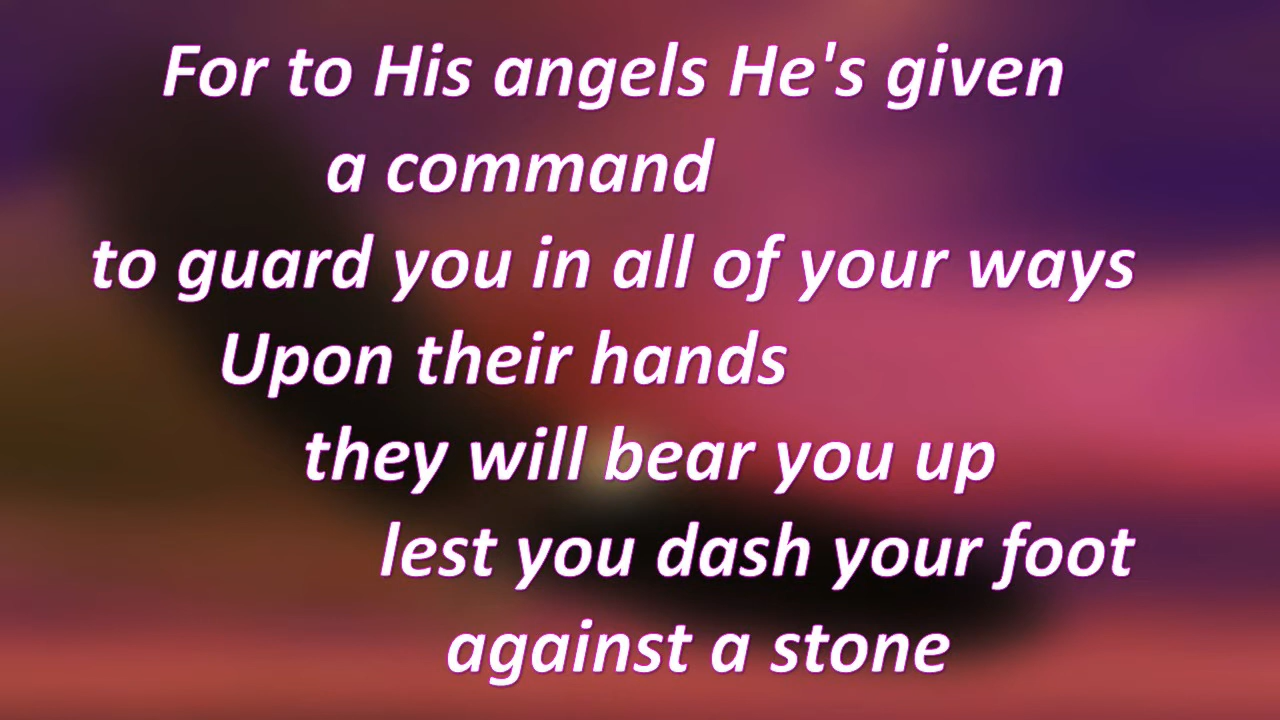 For to His angels He's given
a command
to guard you in all of your ways
Upon their hands
they will bear you up
lest you dash your foot
against a stone